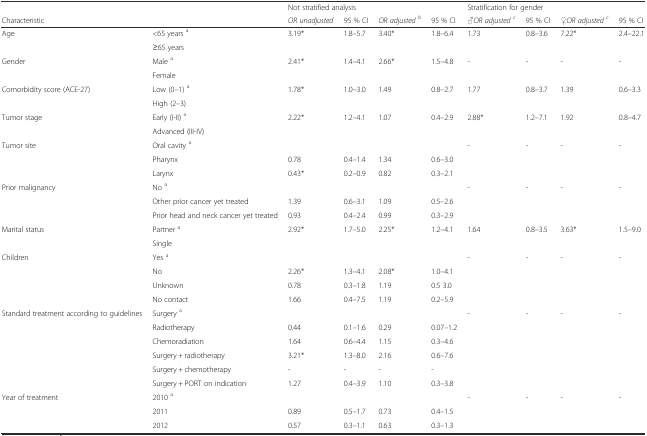 Not stratified analysis Stratification for gender
Characteristic OR unadjusted 95 % CI OR adjusted b 95 % CI ♂OR adjusted c 95 % CI ♀OR adjusted c 95 % CI
Age <65 years a 3.19* 1.8–5.7 3.40* 1.8–6.4 1.73 0.8–3.6 7.22* 2.4–22.1
≥65 years
Gender Male a 2.41* 1.4–4.1 2.66* 1.5–4.8 - - - -
Female
Comorbidity score (ACE-27) Low (0–1) a 1.78* 1.0–3.0 1.49 0.8–2.7 1.77 0.8–3.7 1.39 0.6–3.3
High (2–3)
Tumor stage Early (I-II) a 2.22* 1.2–4.1 1.07 0.4–2.9 2.88* 1.2–7.1 1.92 0.8–4.7
Advanced (III-IV)
Tumor site Oral cavity a - - - -
Pharynx 0.78 0.4–1.4 1.34 0.6–3.0
Larynx 0.43* 0.2–0.9 0.82 0.3–2.1
Prior malignancy No a - - - -
Other prior cancer yet treated 1.39 0.6–3.1 1.09 0.5–2.6
Prior head and neck cancer yet treated 0.93 0.4–2.4 0.99 0.3–2.9
Marital status Partner a 2.92* 1.7–5.0 2.25* 1.2–4.1 1.64 0.8–3.5 3.63* 1.5–9.0
Single
Children Yes a - - - -
No 2.26* 1.3–4.1 2.08* 1.0–4.1
Unknown 0.78 0.3–1.8 1.19 0.5 3.0
No contact 1.66 0.4–7.5 1.19 0.2–5.9
Standard treatment according to guidelines Surgery a - - - -
Radiotherapy 0.44 0.1–1.6 0.29 0.07–1.2
Chemoradiation 1.64 0.6–4.4 1.15 0.3–4.6
Surgery + radiotherapy 3.21* 1.3–8.0 2.16 0.6–7.6
Surgery + chemotherapy - - - -
Surgery + PORT on indication 1.27 0.4–3.9 1.10 0.3–3.8
Year of treatment 2010 a - - - -
2011 0.89 0.5–1.7 0.73 0.4–1.5
2012 0.57 0.3–1.1 0.63 0.3–1.3